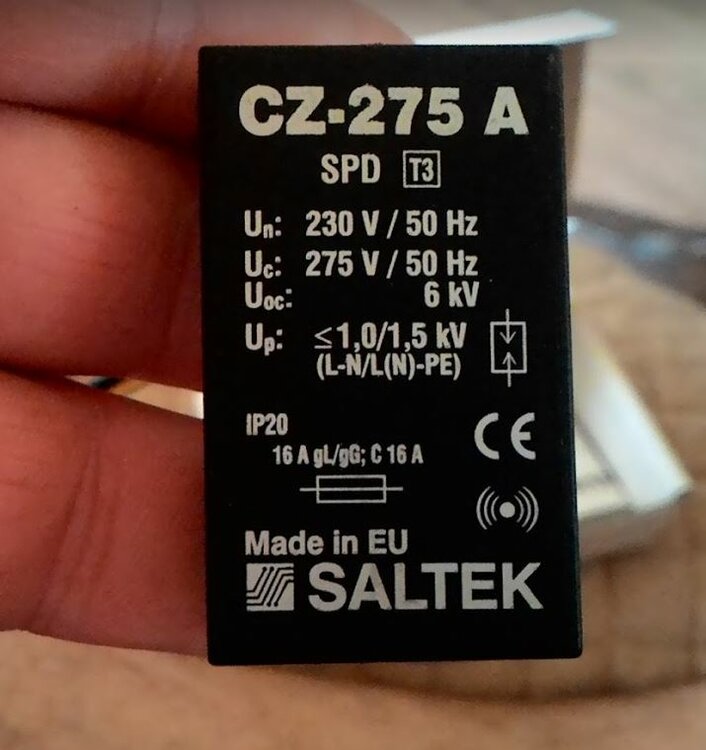 CZ-275 A
SPD T3
Un: 230 V / 50 Hz
Uc: 275 V / 50 Hz
Uoc: 6 kV
Up: ≤1,0/1,5 kV
(L-N/L(N)-PE)
IP20
16 A gL/gG; C 16 A
CE
Made in EU
SALTEK